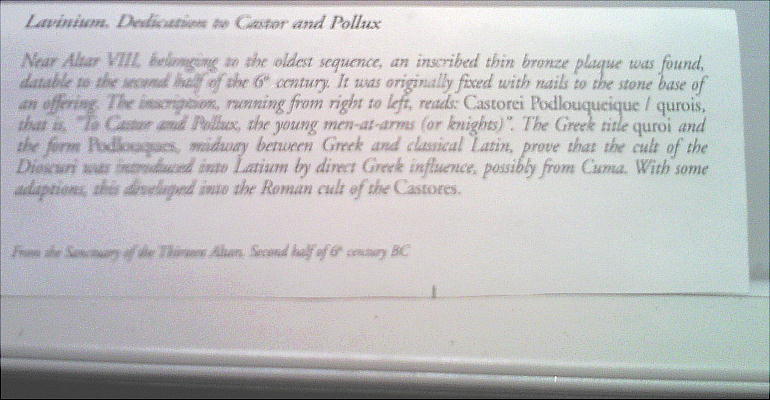 Lavinium. Dedication to Castor and Pollux
Near Altar VIII, belonging to the oldest sequence, an inscribed thin bronze plaque was found,
datable to the second half of the 6th century. It was originally fixed with nails to the stone base of
an offering. The inscription, running from right to left, reads: Castorei Podlouqueique / qurois,
that is, "To Castor and Pollux, the young men-at-arms (or knights)". The Greek title quroi and
the form Podlouques, midway between Greek and classical Latin, prove that the cult of the
Dioscuri was introduced into Latium by direct Greek influence, possibly from Cuma. With some
adaptions, this developed into the Roman cult of the Castores.
From the Sanctuary of the Thirteen Altars. Second half of 6th century BC